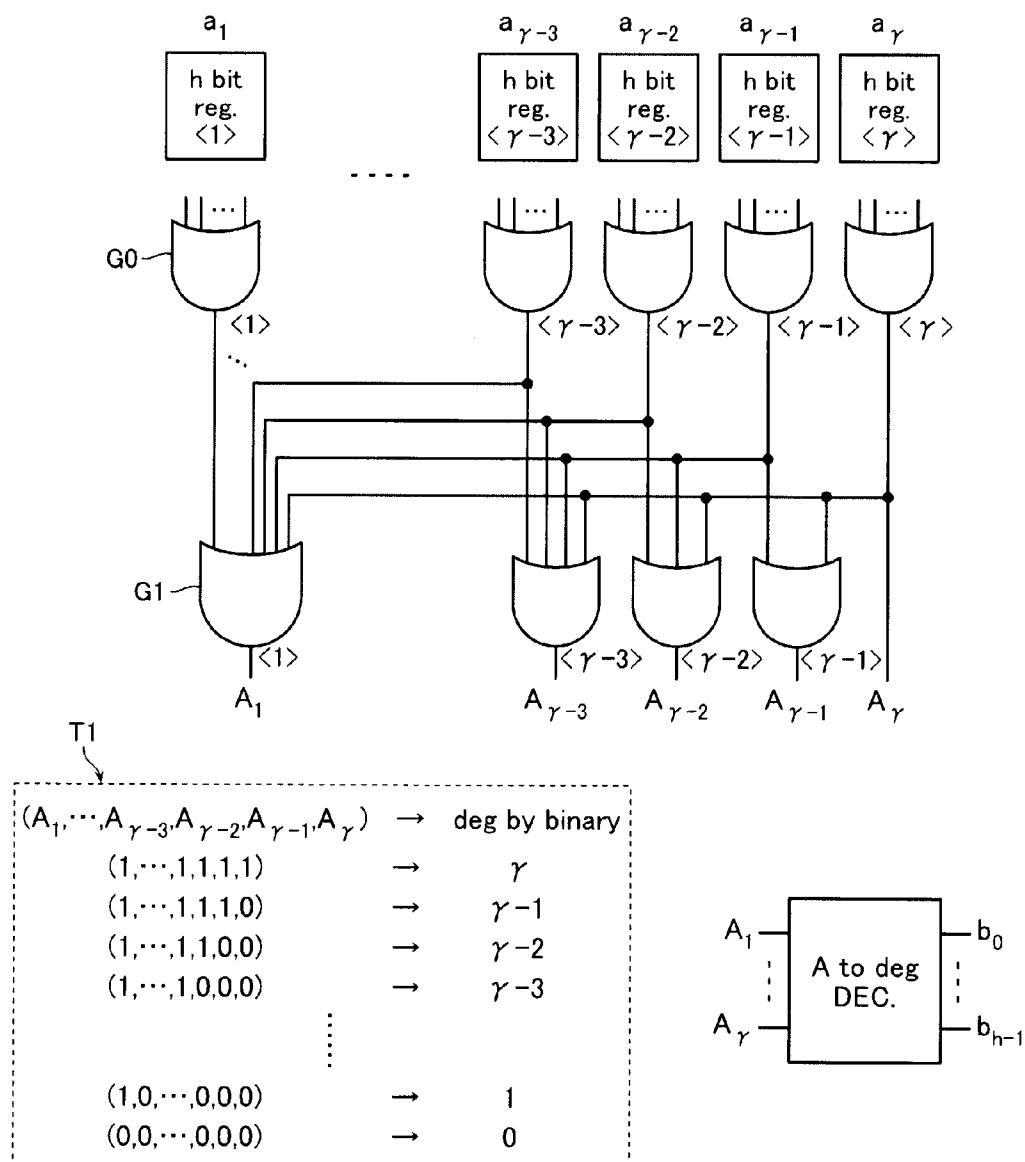 a₁ a᷊γ₋₃ aγ₋₂ aγ₋₁ aγ
h bit reg. <1>
h bit reg. <γ-3>
h bit reg. <γ-2>
h bit reg. <γ-1>
h bit reg. <γ>
G0
<1> <γ-3> <γ-2> <γ-1> <γ>
G1
<1> <γ-3> <γ-2> <γ-1>
A₁ Aγ₋₃ Aγ₋₂ Aγ₋₁ Aγ
T1
(A₁,⋯,Aγ₋₃,Aγ₋₂,Aγ₋₁,Aγ) → deg by binary
(1,⋯,1,1,1,1) → γ
(1,⋯,1,1,1,0) → γ-1
(1,⋯,1,1,0,0) → γ-2
(1,⋯,1,0,0,0) → γ-3
(1,0,⋯,0,0,0) → 1
(0,0,⋯,0,0,0) → 0
A₁ b₀
A to deg
DEC.
Aγ bₕ₋₁